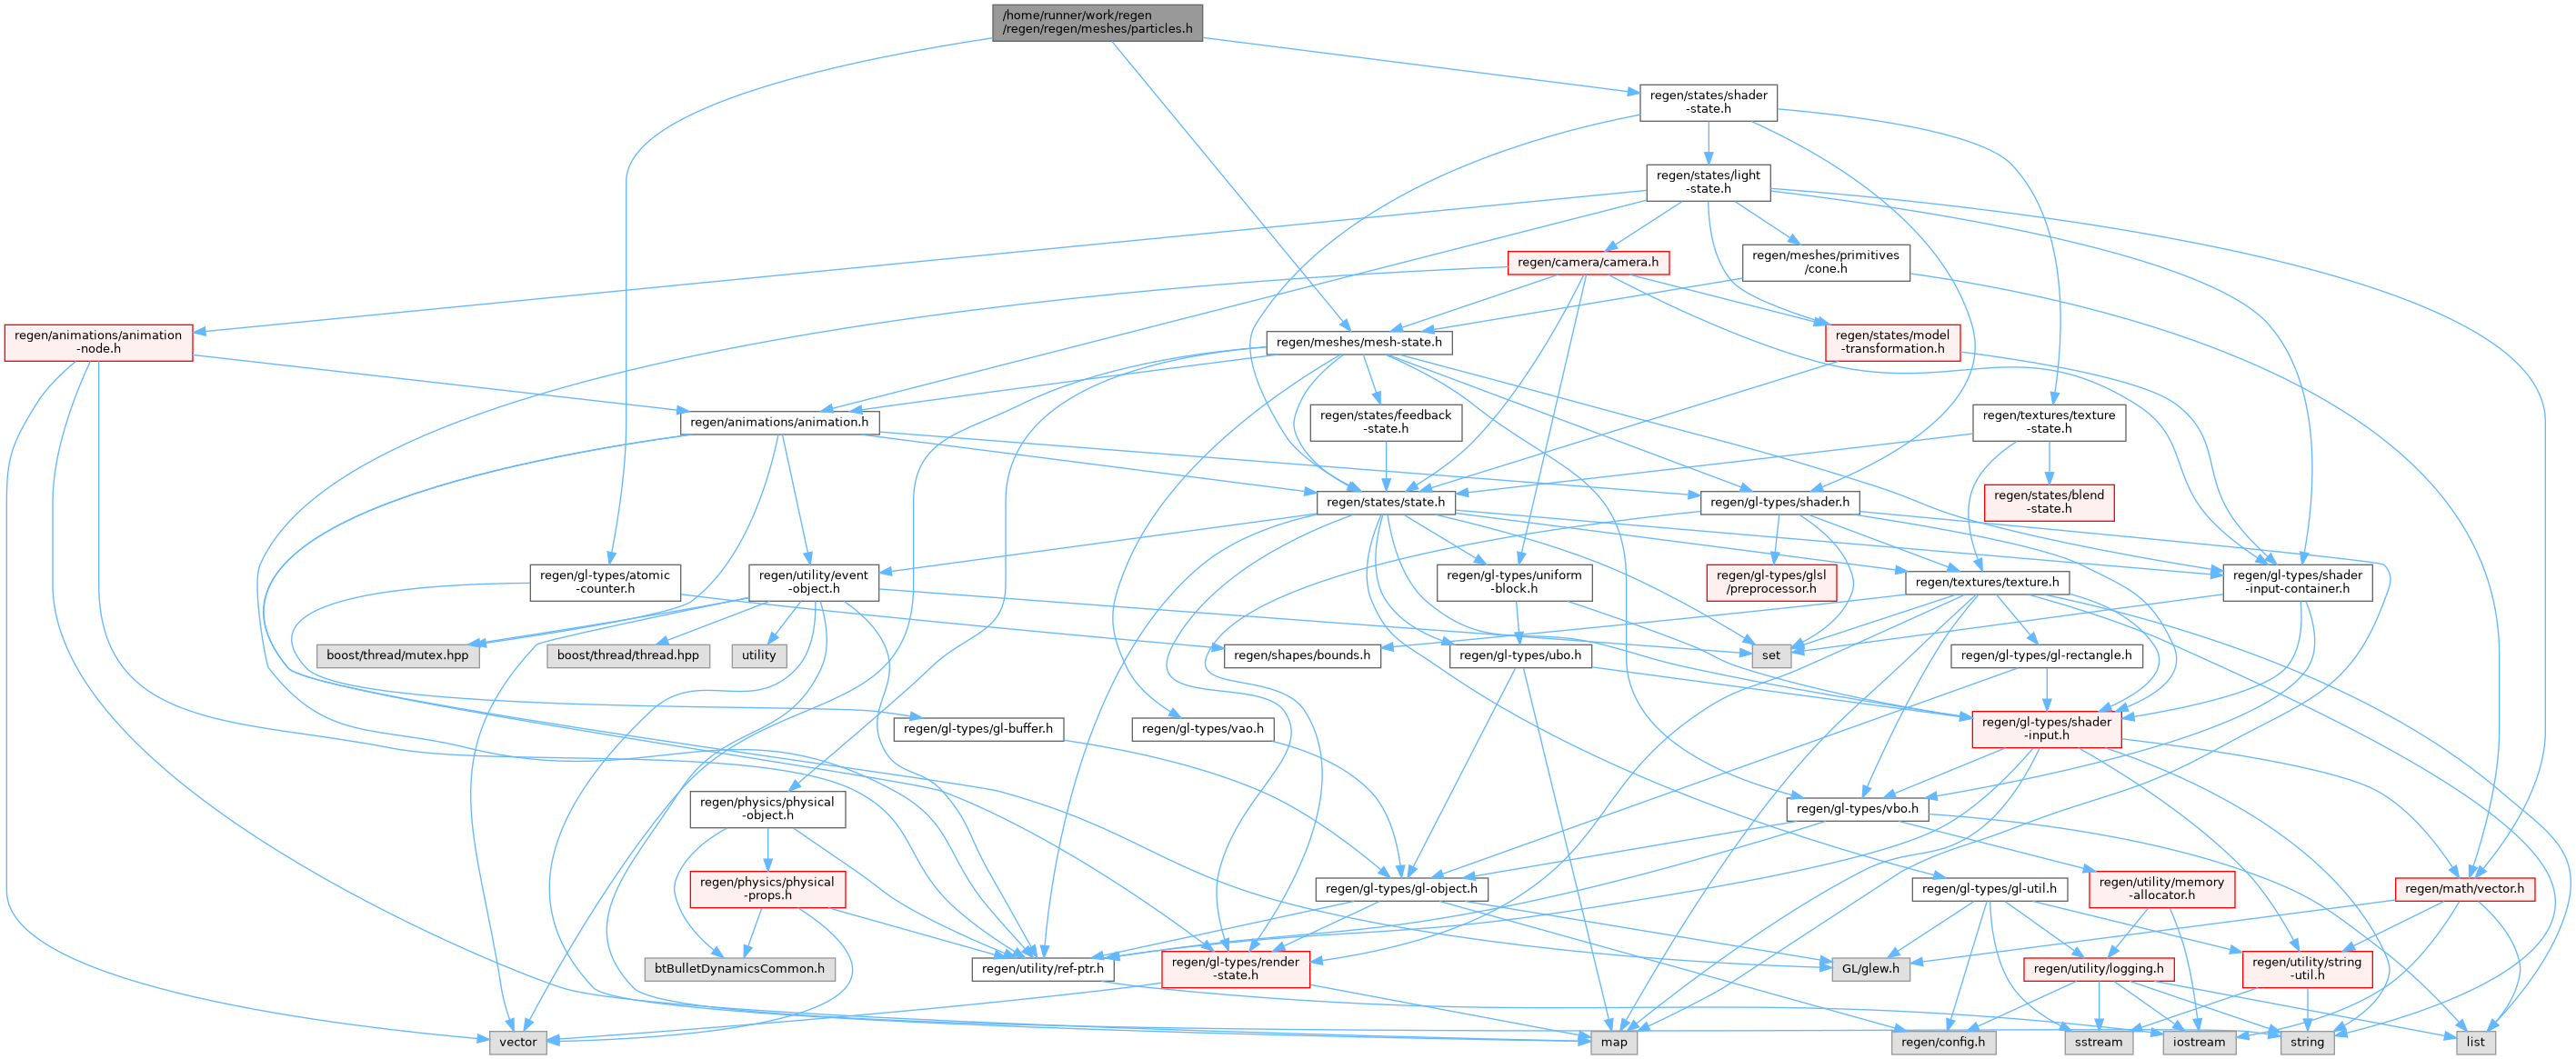 /home/runner/work/regen
/regen/regen/meshes/particles.h
regen/states/shader
-state.h
regen/states/light
-state.h
regen/camera/camera.h
regen/meshes/primitives
/cone.h
regen/animations/animation
-node.h
regen/meshes/mesh-state.h
regen/states/model
-transformation.h
regen/animations/animation.h
regen/states/feedback
-state.h
regen/textures/texture
-state.h
regen/states/state.h
regen/gl-types/shader.h
regen/states/blend
-state.h
regen/gl-types/atomic
-counter.h
regen/utility/event
-object.h
regen/gl-types/uniform
-block.h
regen/gl-types/glsl
/preprocessor.h
regen/textures/texture.h
regen/gl-types/shader
-input-container.h
boost/thread/mutex.hpp
boost/thread/thread.hpp
utility
regen/shapes/bounds.h
regen/gl-types/ubo.h
set
regen/gl-types/gl-rectangle.h
regen/gl-types/gl-buffer.h
regen/gl-types/vao.h
regen/gl-types/shader
-input.h
regen/physics/physical
-object.h
regen/gl-types/vbo.h
regen/physics/physical
-props.h
regen/gl-types/gl-object.h
regen/gl-types/gl-util.h
regen/utility/memory
-allocator.h
regen/math/vector.h
btBulletDynamicsCommon.h
regen/utility/ref-ptr.h
regen/gl-types/render
-state.h
GL/glew.h
regen/utility/logging.h
regen/utility/string
-util.h
vector
map
regen/config.h
sstream
iostream
string
list